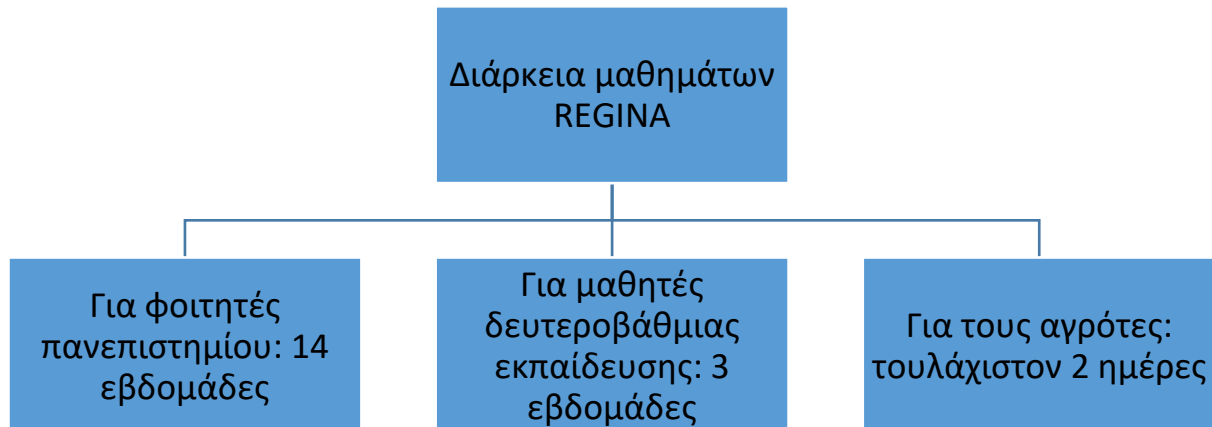 Διάρκεια μαθημάτων
REGINA
Για φοιτητές
πανεπιστημίου: 14
εβδομάδες
Για μαθητές
δευτεροβάθμιας
εκπαίδευσης: 3
εβδομάδες
Για τους αγρότες:
τουλάχιστον 2 ημέρες